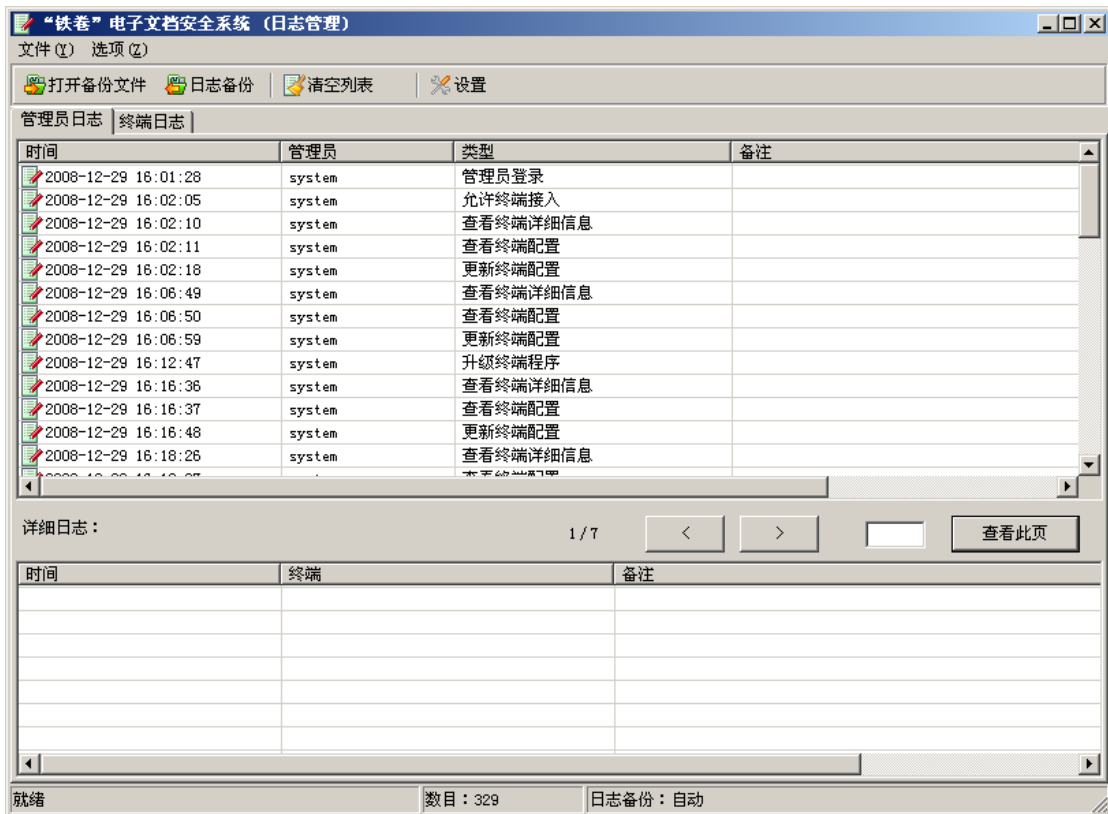 “铁卷”电子文档安全系统 (日志管理)
文件(Y) 选项(Z)
打开备份文件 日志备份 清空列表 设置
管理员日志 终端日志
时间 管理员 类型 备注
2008-12-29 16:01:28 system 管理员登录
2008-12-29 16:02:05 system 允许终端接入
2008-12-29 16:02:10 system 查看终端详细信息
2008-12-29 16:02:11 system 查看终端配置
2008-12-29 16:02:18 system 更新终端配置
2008-12-29 16:06:49 system 查看终端详细信息
2008-12-29 16:06:50 system 查看终端配置
2008-12-29 16:06:59 system 更新终端配置
2008-12-29 16:12:47 system 升级终端程序
2008-12-29 16:16:36 system 查看终端详细信息
2008-12-29 16:16:37 system 查看终端配置
2008-12-29 16:16:48 system 更新终端配置
2008-12-29 16:18:26 system 查看终端详细信息
详细日志： 1/7 < > 查看此页
时间 终端 备注
就绪 数目：329 日志备份：自动